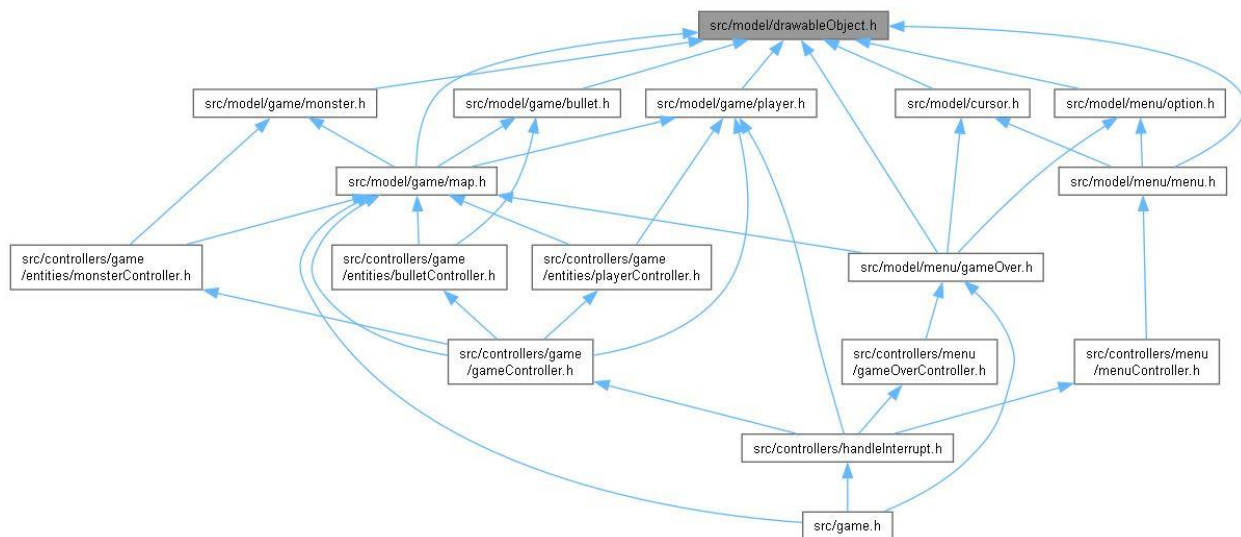 src/model/drawableObject.h
src/model/game/monster.h
src/model/game/bullet.h
src/model/game/player.h
src/model/cursor.h
src/model/menu/option.h
src/model/game/map.h
src/model/menu/menu.h
src/controllers/game
/entities/monsterController.h
src/controllers/game
/entities/bulletController.h
src/controllers/game
/entities/playerController.h
src/model/menu/gameOver.h
src/controllers/game
/gameController.h
src/controllers/menu
/gameOverController.h
src/controllers/menu
/menuController.h
src/controllers/handleInterrupt.h
src/game.h